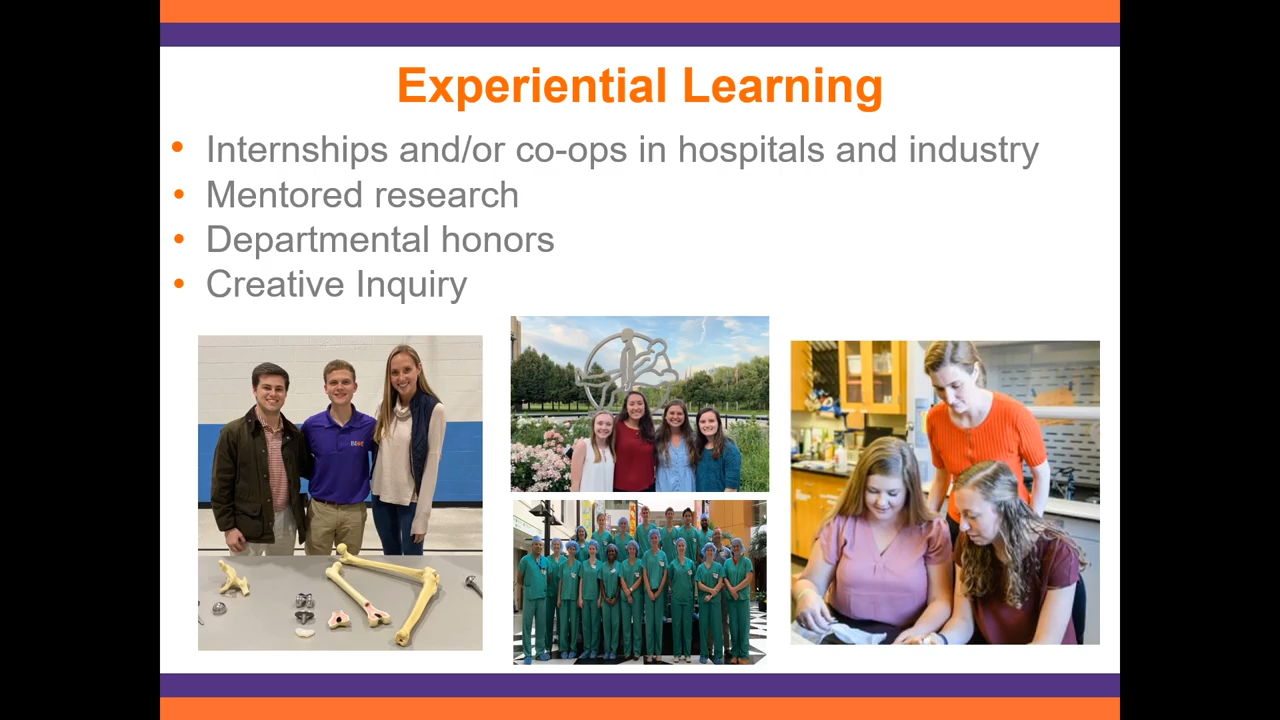 Experiential Learning
• Internships and/or co-ops in hospitals and industry
• Mentored research
• Departmental honors
• Creative Inquiry